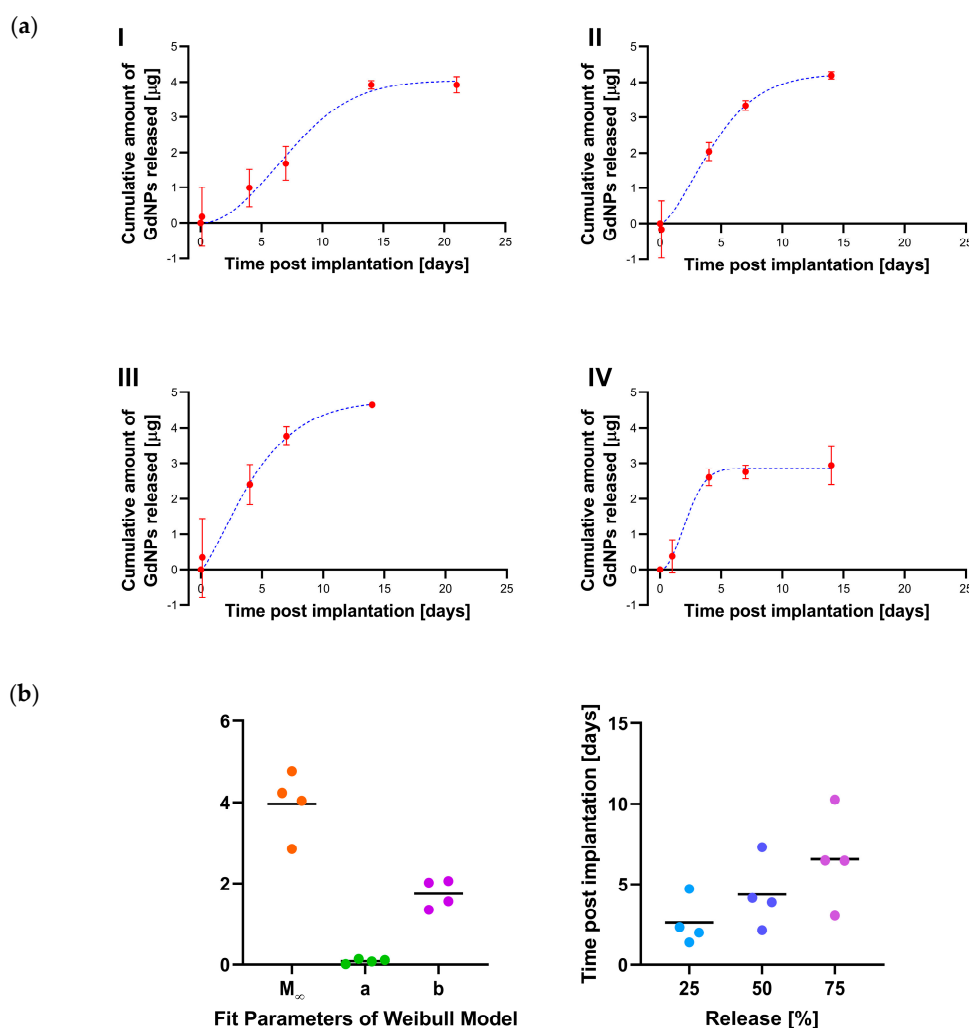 (a)
I
Cumulative amount of
GdNPs released [µg]
5
4
3
2
1
0
-1
0
5
10
15
20
25
Time post implantation [days]
II
Cumulative amount of
GdNPs released [µg]
5
4
3
2
1
0
-1
0
5
10
15
20
25
Time post implantation [days]
III
Cumulative amount of
GdNPs released [µg]
5
4
3
2
1
0
-1
0
5
10
15
20
25
Time post implantation [days]
IV
Cumulative amount of
GdNPs released [µg]
5
4
3
2
1
0
-1
0
5
10
15
20
25
Time post implantation [days]
(b)
6
4
2
0
M∞
a
b
Fit Parameters of Weibull Model
Time post implantation [days]
15
10
5
0
25
50
75
Release [%]